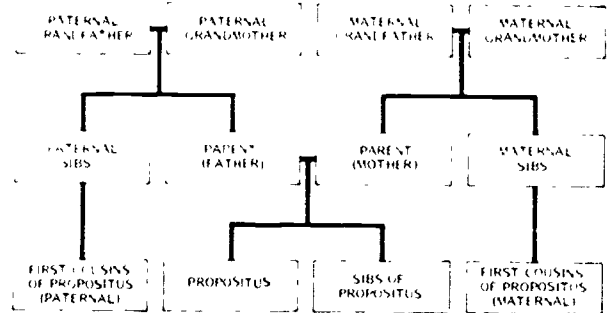 PATERNAL
GRANDFATHER
PATERNAL
GRANDMOTHER
MATERNAL
GRANDFATHER
MATERNAL
GRANDMOTHER
PATERNAL
SIBS
PARENT
(FATHER)
PARENT
(MOTHER)
MATERNAL
SIBS
FIRST COUSINS
OF PROPOSITUS
(PATERNAL)
PROPOSITUS
SIBS OF
PROPOSITUS
FIRST COUSINS
OF PROPOSITUS
(MATERNAL)